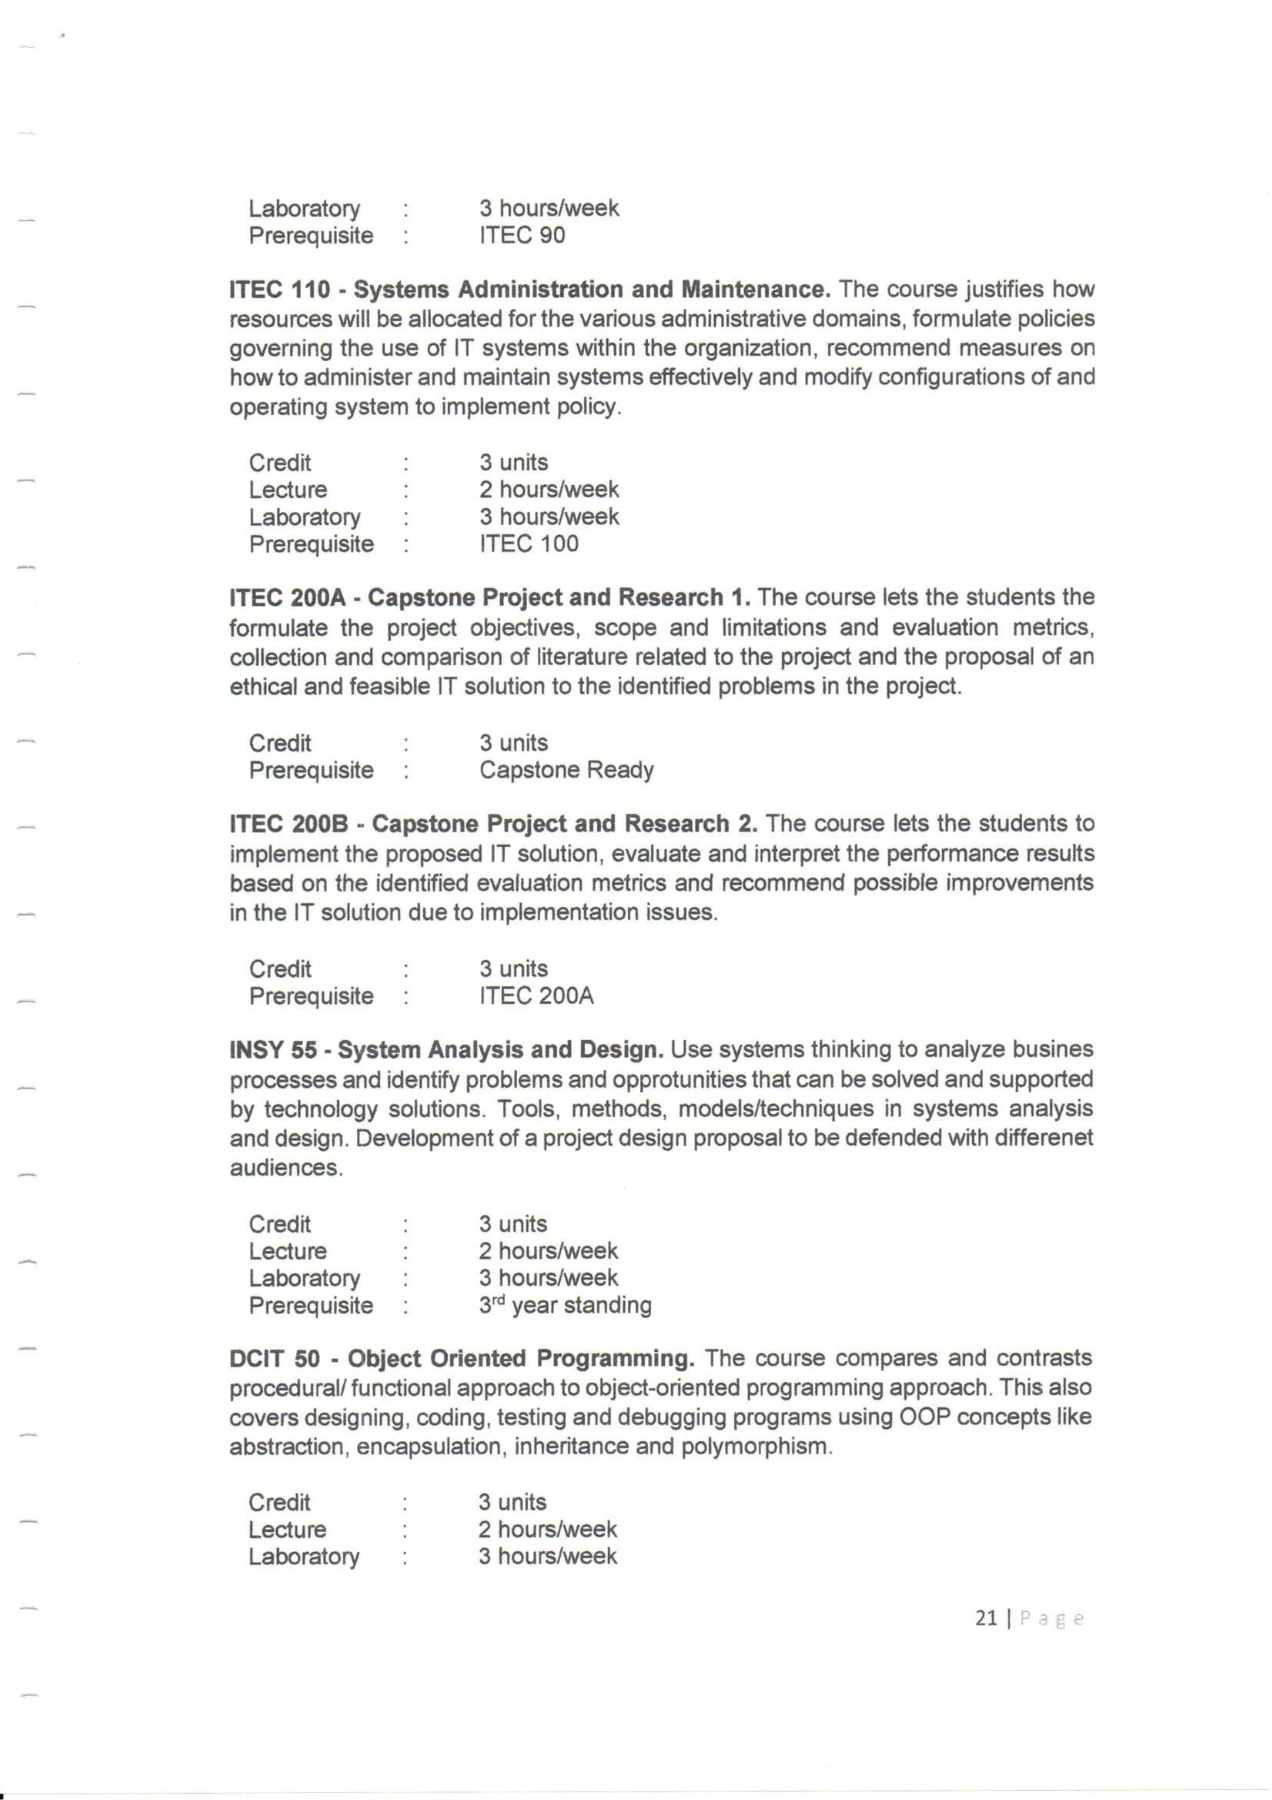 Laboratory : 3 hours/week
Prerequisite : ITEC 90
ITEC 110 - Systems Administration and Maintenance. The course justifies how
resources will be allocated for the various administrative domains, formulate policies
governing the use of IT systems within the organization, recommend measures on
how to administer and maintain systems effectively and modify configurations of and
operating system to implement policy.
Credit : 3 units
Lecture : 2 hours/week
Laboratory : 3 hours/week
Prerequisite : ITEC 100
ITEC 200A - Capstone Project and Research 1. The course lets the students the
formulate the project objectives, scope and limitations and evaluation metrics,
collection and comparison of literature related to the project and the proposal of an
ethical and feasible IT solution to the identified problems in the project.
Credit : 3 units
Prerequisite : Capstone Ready
ITEC 200B - Capstone Project and Research 2. The course lets the students to
implement the proposed IT solution, evaluate and interpret the performance results
based on the identified evaluation metrics and recommend possible improvements
in the IT solution due to implementation issues.
Credit : 3 units
Prerequisite : ITEC 200A
INSY 55 - System Analysis and Design. Use systems thinking to analyze busines
processes and identify problems and opprotunities that can be solved and supported
by technology solutions. Tools, methods, models/techniques in systems analysis
and design. Development of a project design proposal to be defended with differenet
audiences.
Credit : 3 units
Lecture : 2 hours/week
Laboratory : 3 hours/week
Prerequisite : 3rd year standing
DCIT 50 - Object Oriented Programming. The course compares and contrasts
procedural/ functional approach to object-oriented programming approach. This also
covers designing, coding, testing and debugging programs using OOP concepts like
abstraction, encapsulation, inheritance and polymorphism.
Credit : 3 units
Lecture : 2 hours/week
Laboratory : 3 hours/week
21 | Page